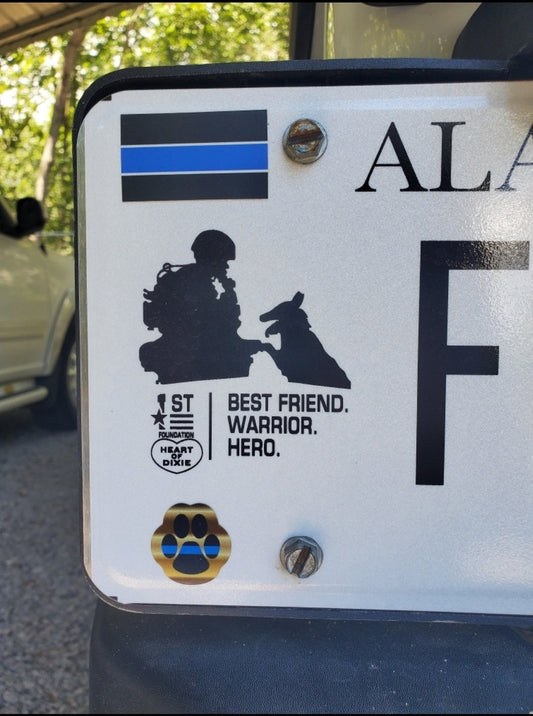 ALA
F
1ST
FOUNDATION
HEART
OF
DIXIE
BEST FRIEND.
WARRIOR.
HERO.